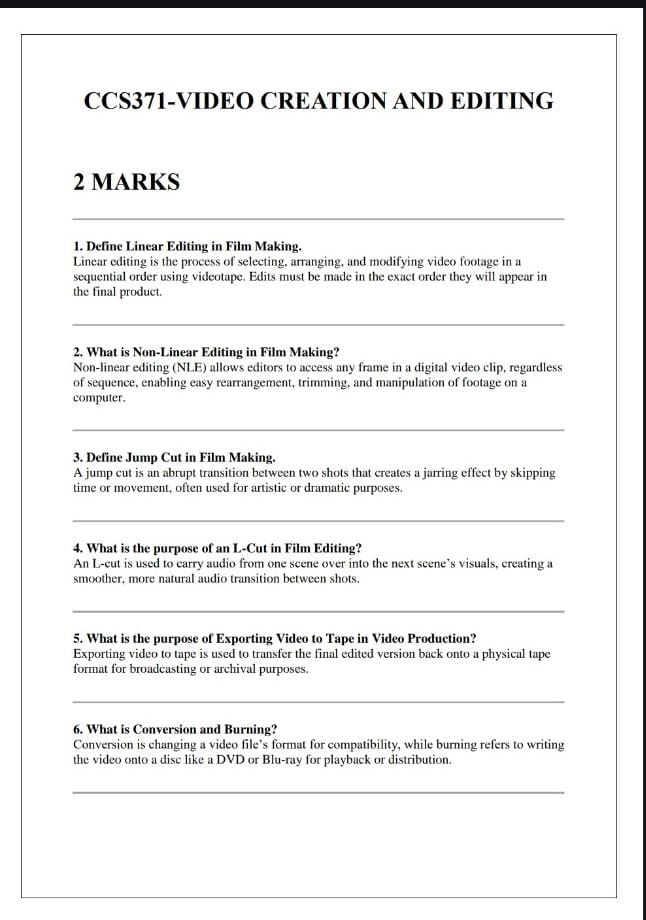 CCS371-VIDEO CREATION AND EDITING
2 MARKS
1. Define Linear Editing in Film Making.
Linear editing is the process of selecting, arranging, and modifying video footage in a
sequential order using videotape. Edits must be made in the exact order they will appear in
the final product.
2. What is Non-Linear Editing in Film Making?
Non-linear editing (NLE) allows editors to access any frame in a digital video clip, regardless
of sequence, enabling easy rearrangement, trimming, and manipulation of footage on a
computer.
3. Define Jump Cut in Film Making.
A jump cut is an abrupt transition between two shots that creates a jarring effect by skipping
time or movement, often used for artistic or dramatic purposes.
4. What is the purpose of an L-Cut in Film Editing?
An L-cut is used to carry audio from one scene over into the next scene’s visuals, creating a
smoother, more natural audio transition between shots.
5. What is the purpose of Exporting Video to Tape in Video Production?
Exporting video to tape is used to transfer the final edited version back onto a physical tape
format for broadcasting or archival purposes.
6. What is Conversion and Burning?
Conversion is changing a video file’s format for compatibility, while burning refers to writing
the video onto a disc like a DVD or Blu-ray for playback or distribution.